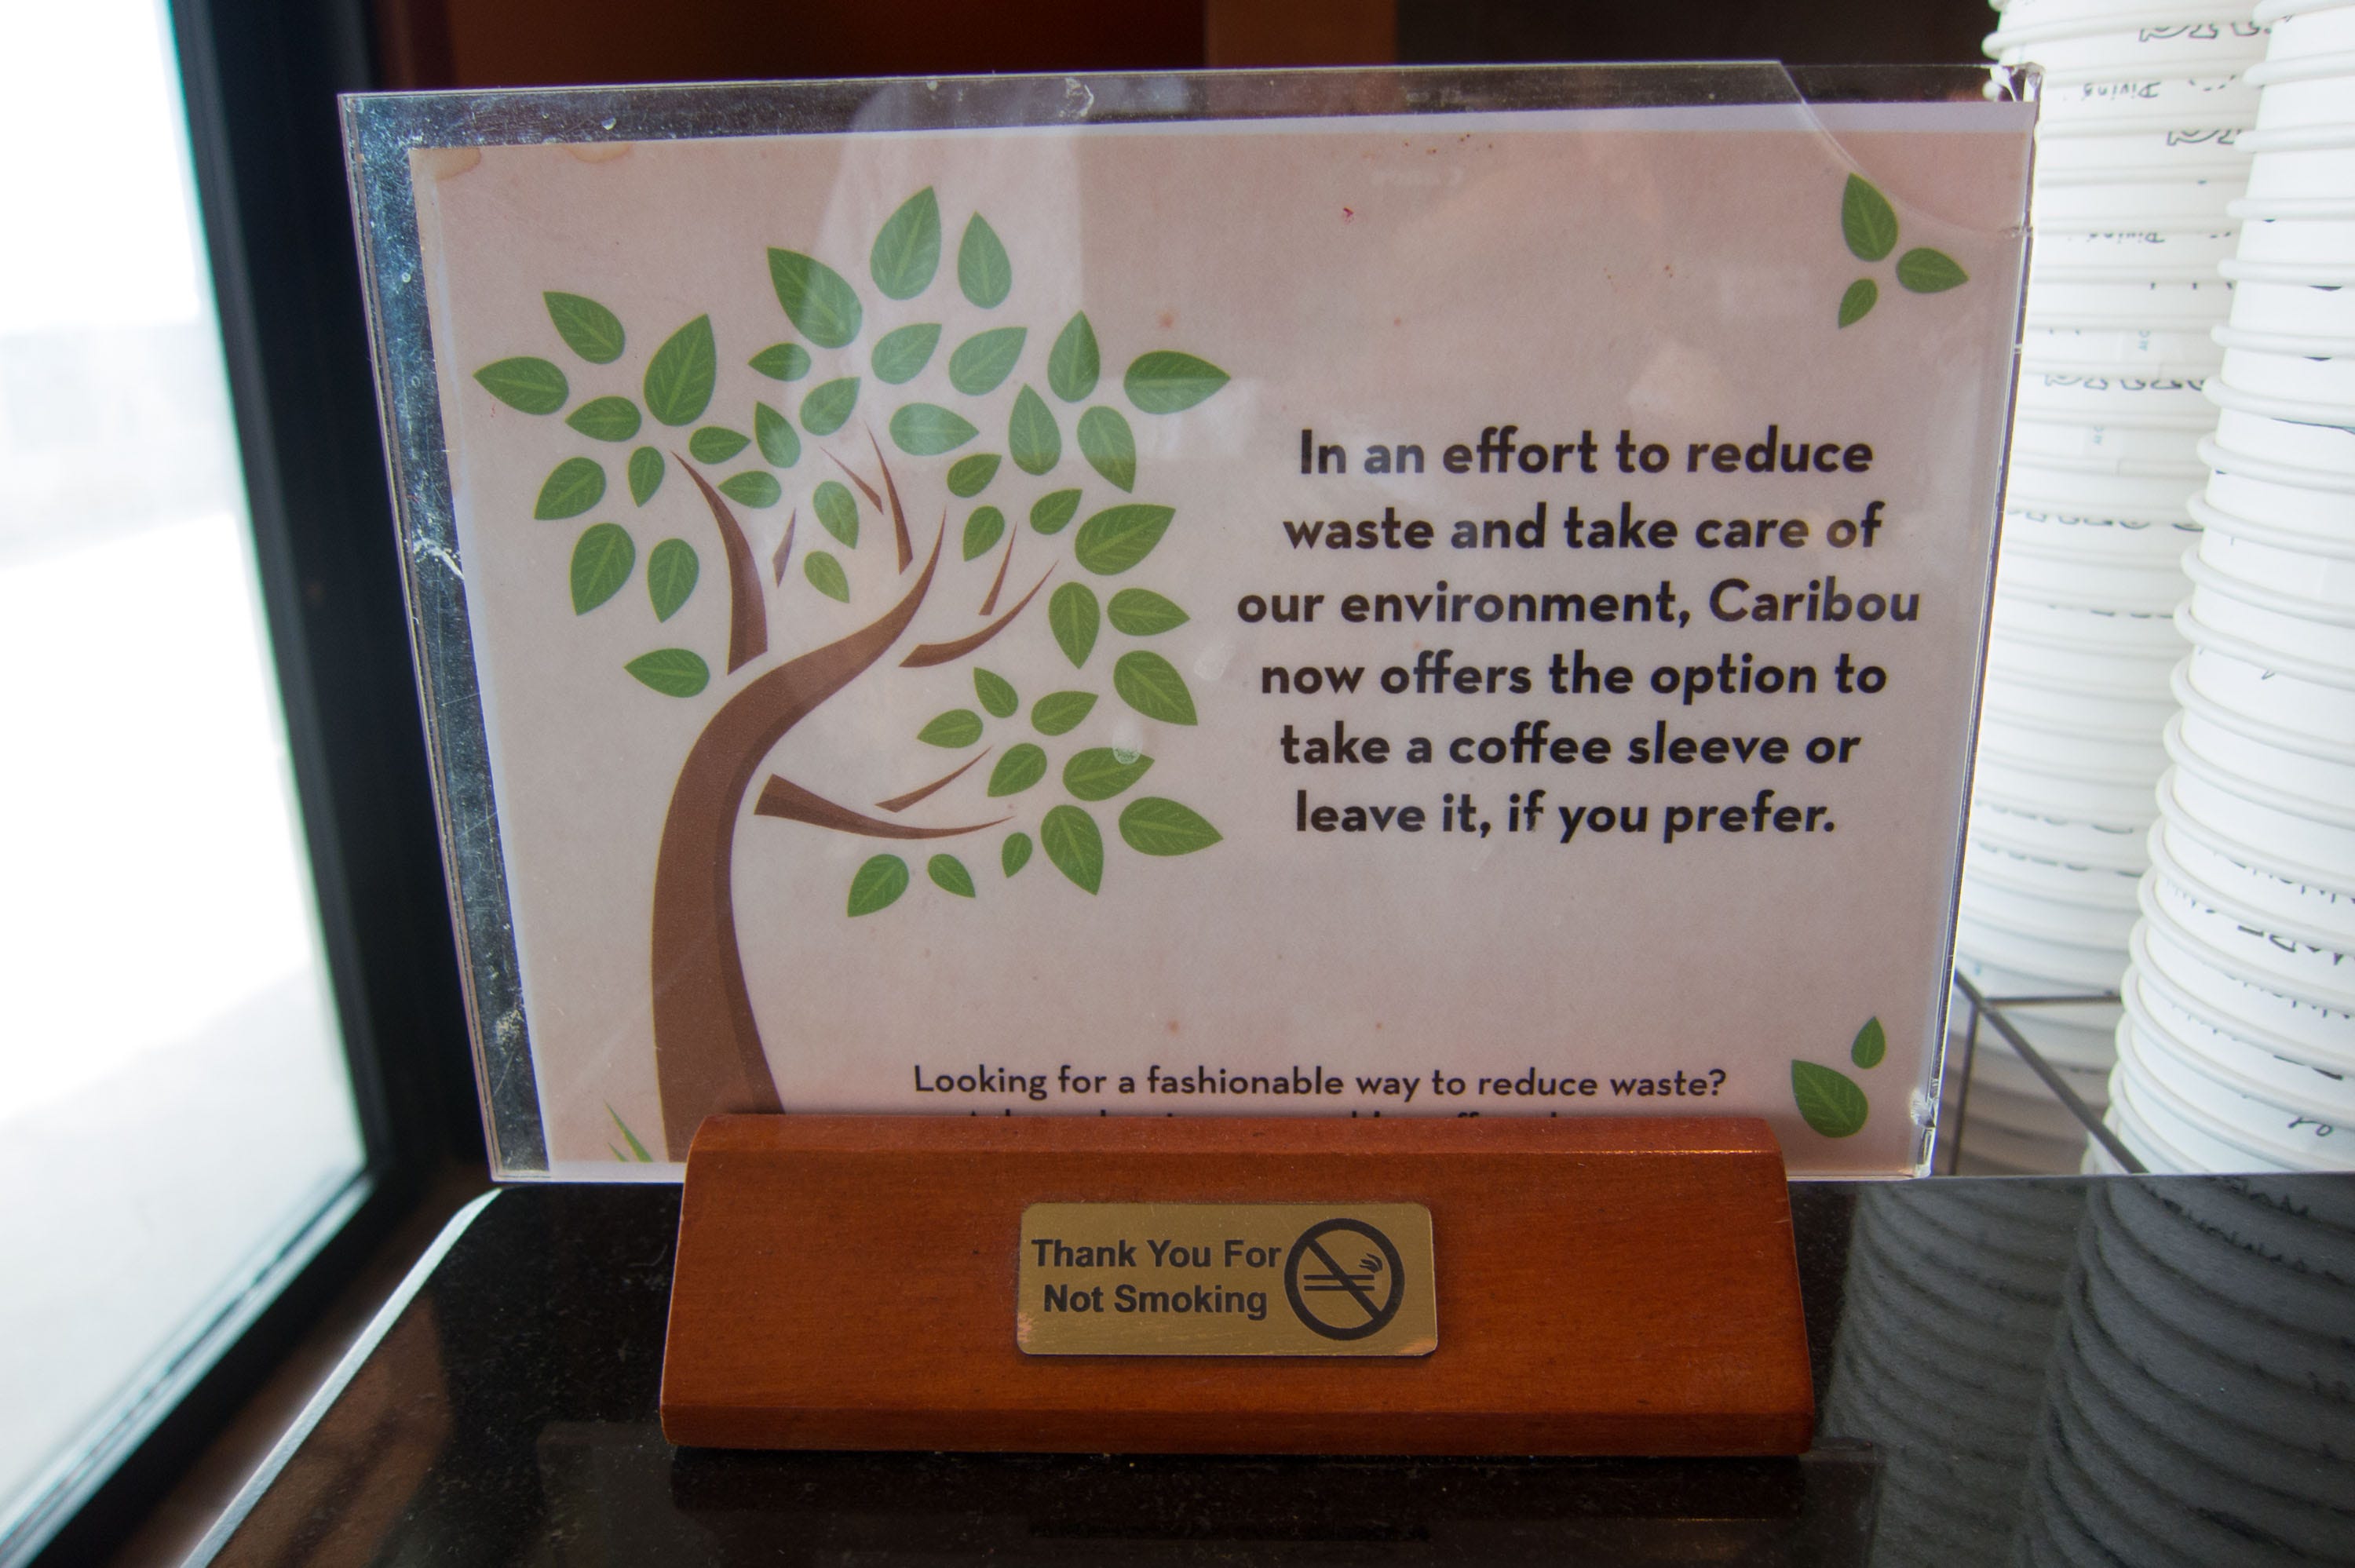 In an effort to reduce
waste and take care of
our environment, Caribou
now offers the option to
take a coffee sleeve or
leave it, if you prefer.
Looking for a fashionable way to reduce waste?
Thank You For
Not Smoking
Diving
Diving